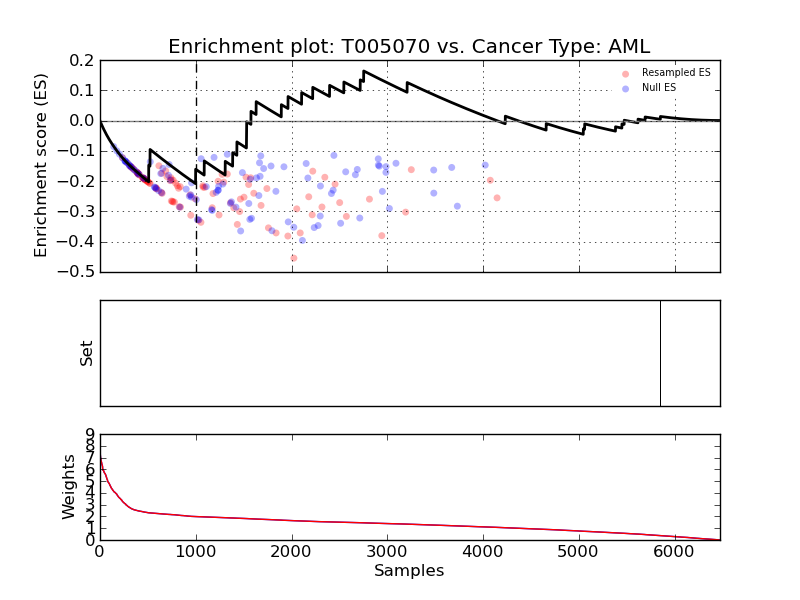 Enrichment plot: T005070 vs. Cancer Type: AML
Enrichment score (ES)
0.2
0.1
0.0
−0.1
−0.2
−0.3
−0.4
−0.5
Resampled ES
Null ES
Set
Weights
9
8
7
6
5
4
3
2
1
0
0 1000 2000 3000 4000 5000 6000
Samples